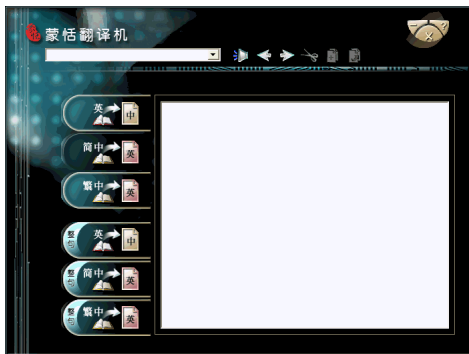 蒙恬翻译机
英 中
简中 英
繁中 英
整句 英 中
整句 简中 英
整句 繁中 英